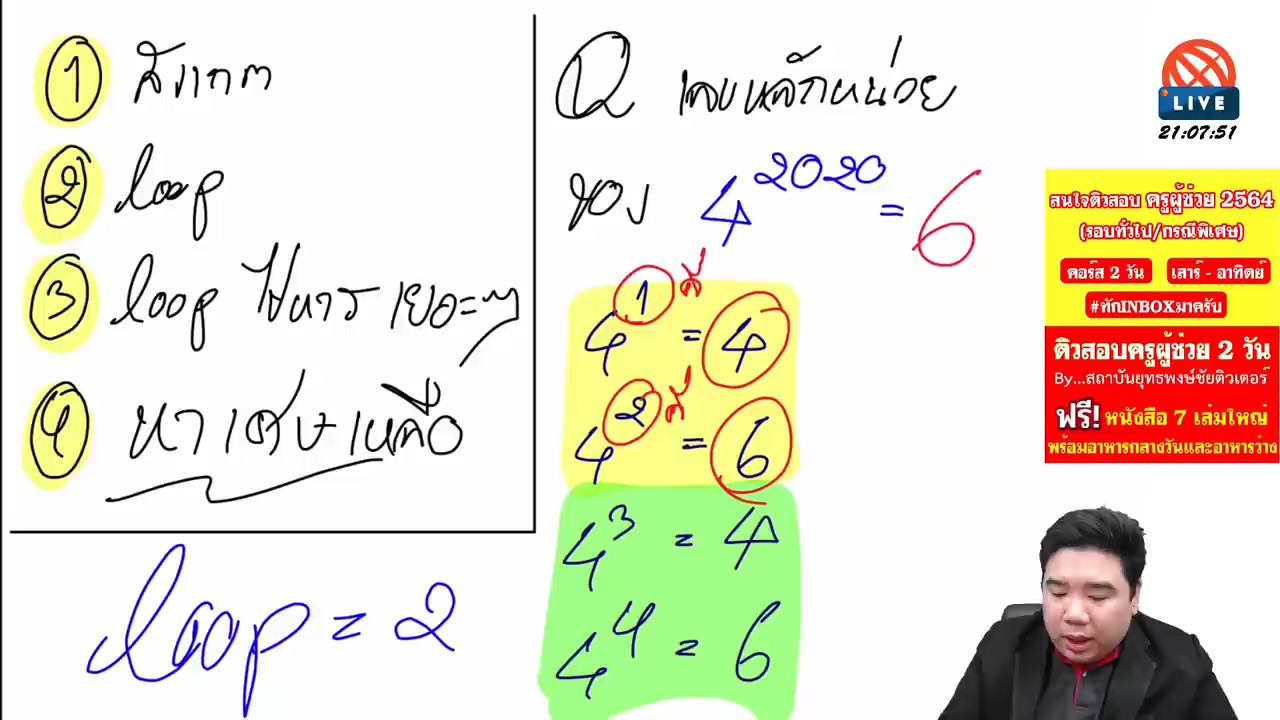 ① สังเกต
② loop
③ loop ไปหาร เยอะๆ
④ หาเศษเหลือ
loop = 2
Q เลขหลักหน่วย
ของ 4^2020 = 6
4^1 = 4
คี่
4^2 = 6
คู่
4^3 = 4
4^4 = 6
LIVE
21:07:51
สนใจติวสอบ ครูผู้ช่วย 2564
(รอบทั่วไป/กรณีพิเศษ)
คอร์ส 2 วัน เสาร์ - อาทิตย์
#ทักINBOXมาครับ
ติวสอบครูผู้ช่วย 2 วัน
By...สถาบันยุทธพงษ์ชัยติวเตอร์
ฟรี! หนังสือ 7 เล่มใหญ่
พร้อมอาหารกลางวันและอาหารว่าง